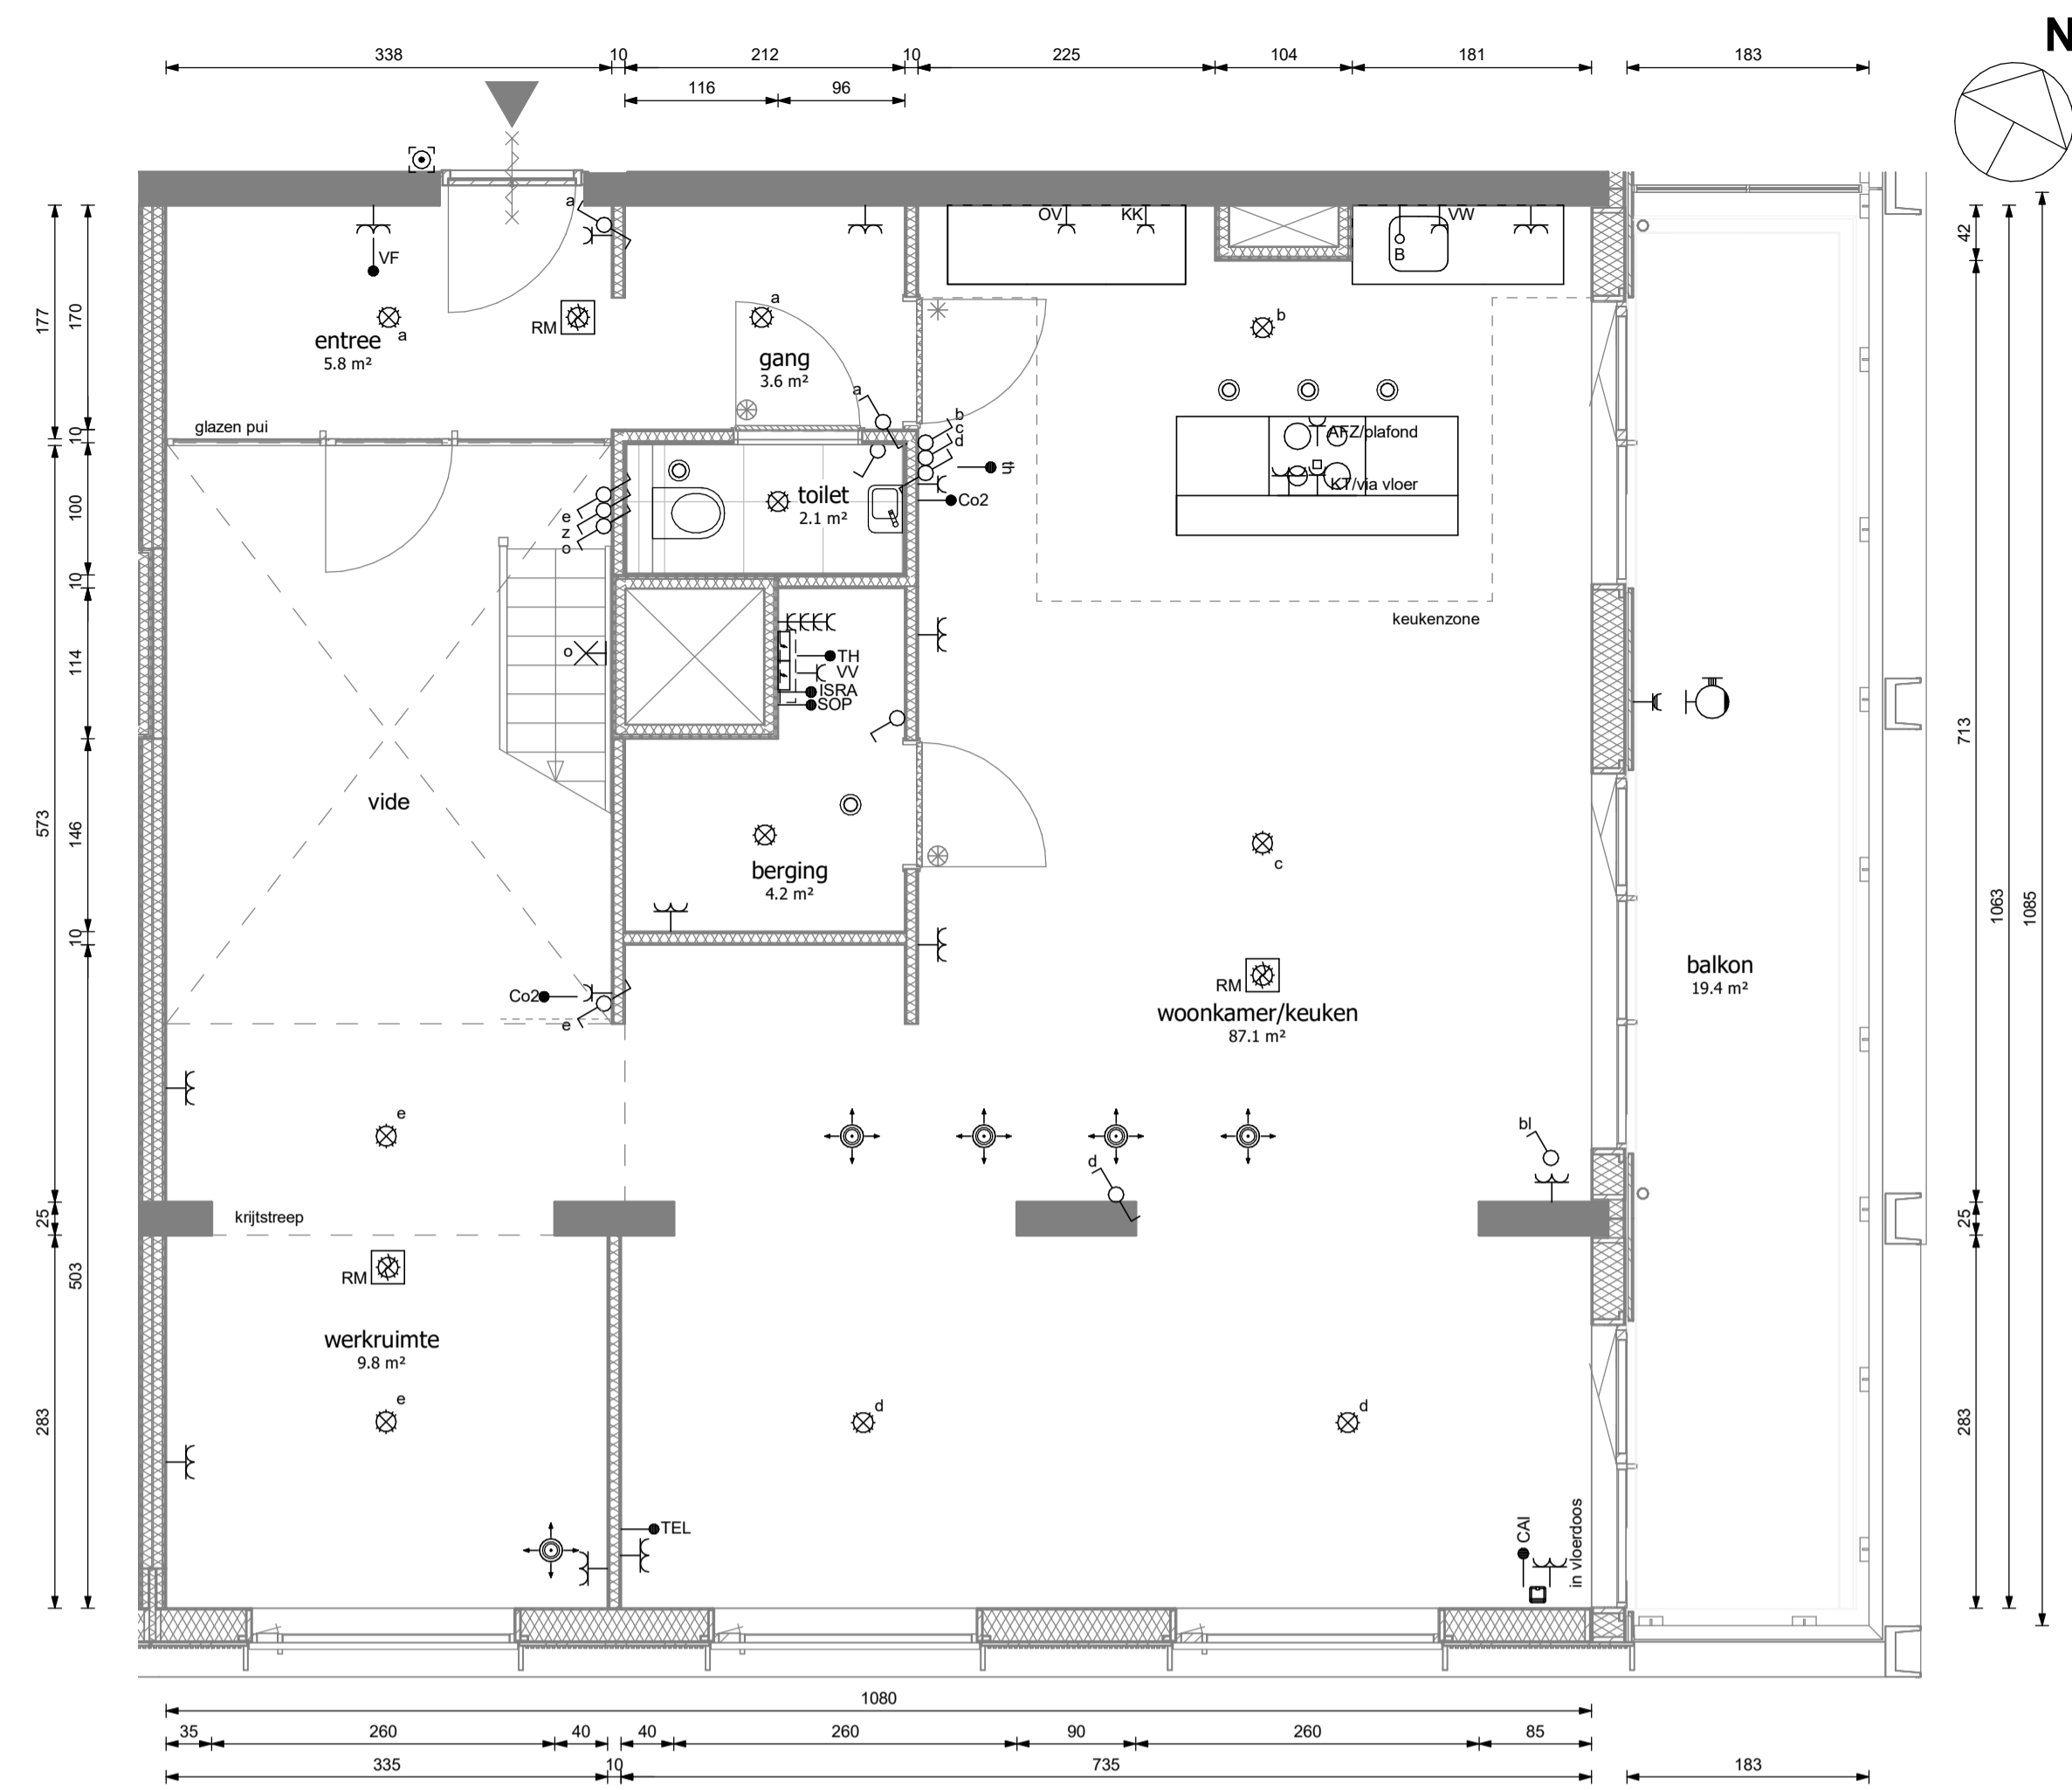 N
338
10
212
10
225
104
181
183
116
96
a
OV
KK
VW
B
VF
RM
a
a
b
entree
5.8 m²
gang
3.6 m²
a
glazen pui
b
c
d
AFZ/plafond
th
KT/via vloer
Co2
toilet
2.1 m²
e
z
o
keukenzone
o
TH
VV
ISRA
SOP
vide
c
berging
4.2 m²
balkon
19.4 m²
Co2
e
RM
woonkamer/keuken
87.1 m²
e
bl
d
krijtstreep
RM
werkruimte
9.8 m²
e
d
d
TEL
CAI
in vloerdoos
177
573
25
283
170
10
100
10
114
146
10
503
42
713
25
283
1063
1085
1080
35
260
40
40
260
90
260
85
335
10
735
183